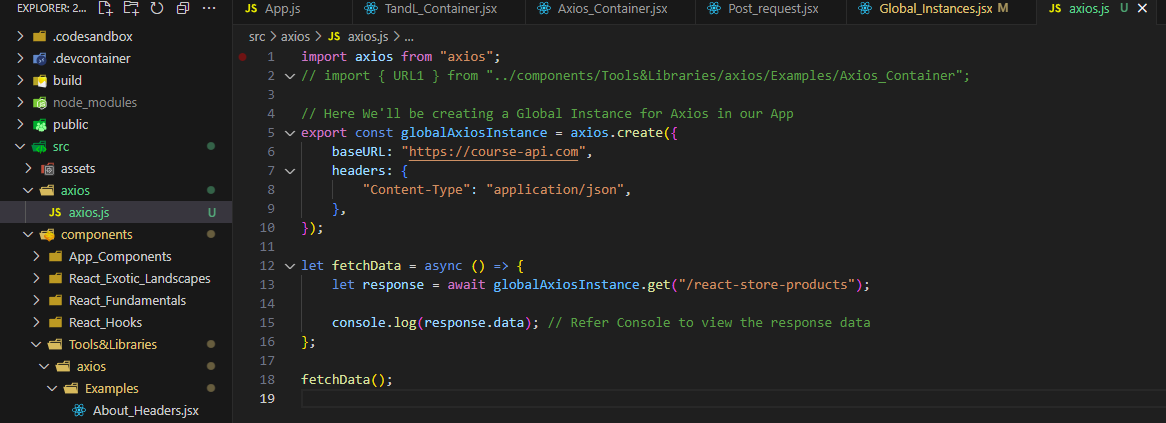 EXPLORER: 2...
.codesandbox
.devcontainer
build
node_modules
public
src
assets
axios
JS axios.js U
components
App_Components
React_Exotic_Landscapes
React_Fundamentals
React_Hooks
Tools&Libraries
axios
Examples
About_Headers.jsx
JS App.js TandL_Container.jsx Axios_Container.jsx Post_request.jsx Global_Instances.jsx M JS axios.js U
src > axios > JS axios.js > ...
1 import axios from "axios";
2 // import { URL1 } from "../components/Tools&Libraries/axios/Examples/Axios_Container";
3
4 // Here We'll be creating a Global Instance for Axios in our App
5 export const globalAxiosInstance = axios.create({
6 baseURL: "https://course-api.com",
7 headers: {
8 "Content-Type": "application/json",
9 },
10 });
11
12 let fetchData = async () => {
13 let response = await globalAxiosInstance.get("/react-store-products");
14
15 console.log(response.data); // Refer Console to view the response data
16 };
17
18 fetchData();
19